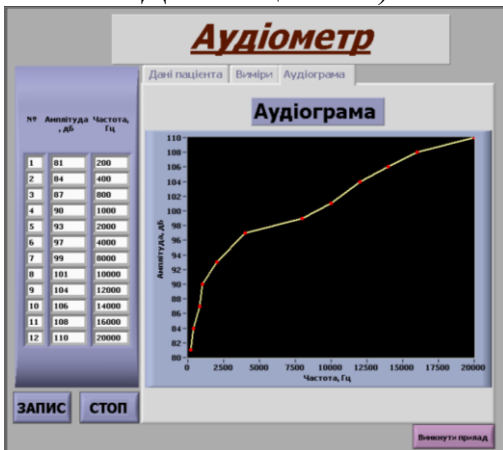 Аудіометр
Дані пацієнта Виміри Аудіограма
Аудіограма
№ Амплітуда Частота,
, дБ Гц
1 81 200
2 84 400
3 87 800
4 90 1000
5 93 2000
6 97 4000
7 99 8000
8 101 10000
9 104 12000
10 106 14000
11 108 16000
12 110 20000
Амплітуда, дБ
110
108
106
104
102
100
98
96
94
92
90
88
86
84
82
80
0 2500 5000 7500 10000 12500 15000 17500 20000
Частота, Гц
ЗАПИС СТОП
Вимкнути прилад